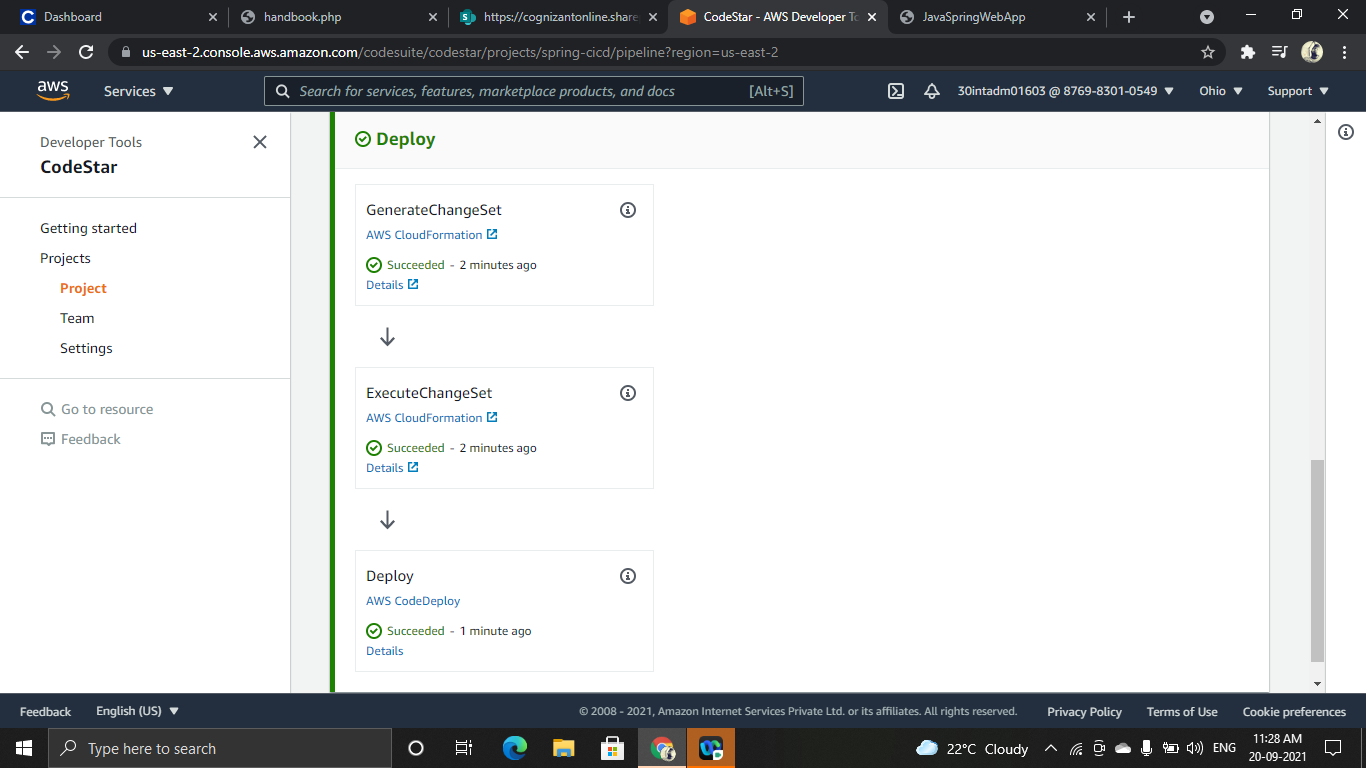 Dashboard
handbook.php
https://cognizantonline.share
CodeStar - AWS Developer To
JavaSpringWebApp
us-east-2.console.aws.amazon.com/codesuite/codestar/projects/spring-cicd/pipeline?region=us-east-2
aws
Services
Search for services, features, marketplace products, and docs
[Alt+S]
30intadm01603 @ 8769-8301-0549
Ohio
Support
Developer Tools
CodeStar
Getting started
Projects
Project
Team
Settings
Go to resource
Feedback
Deploy
GenerateChangeSet
AWS CloudFormation
Succeeded - 2 minutes ago
Details
ExecuteChangeSet
AWS CloudFormation
Succeeded - 2 minutes ago
Details
Deploy
AWS CodeDeploy
Succeeded - 1 minute ago
Details
Feedback
English (US)
© 2008 - 2021, Amazon Internet Services Private Ltd. or its affiliates. All rights reserved.
Privacy Policy
Terms of Use
Cookie preferences
Type here to search
22°C Cloudy
ENG
11:28 AM
20-09-2021